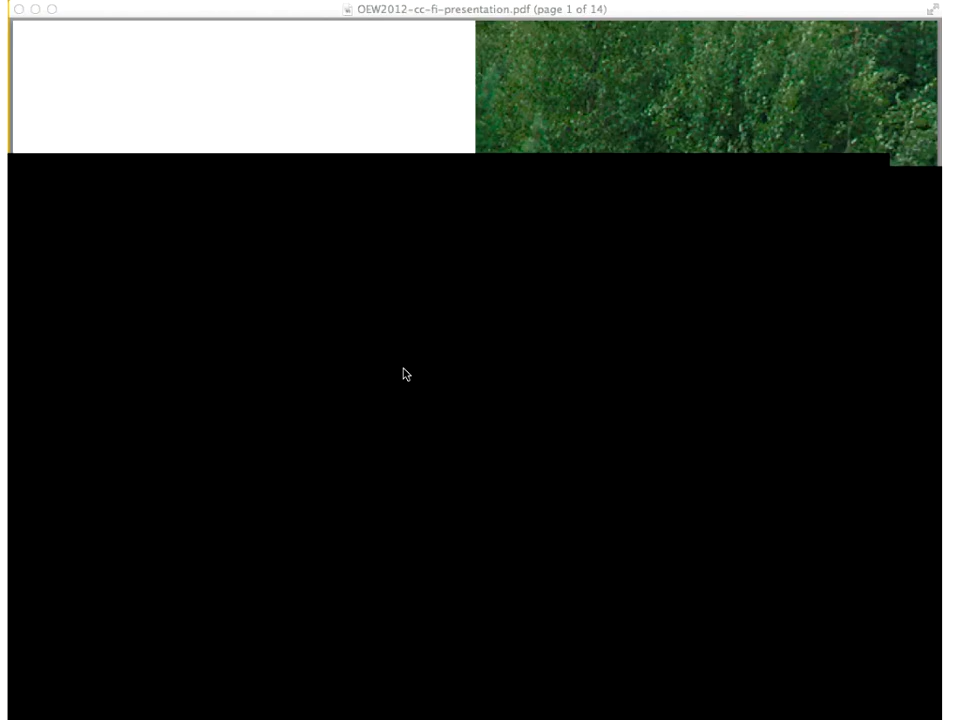 OEW2012-cc-fi-presentation.pdf (page 1 of 14)